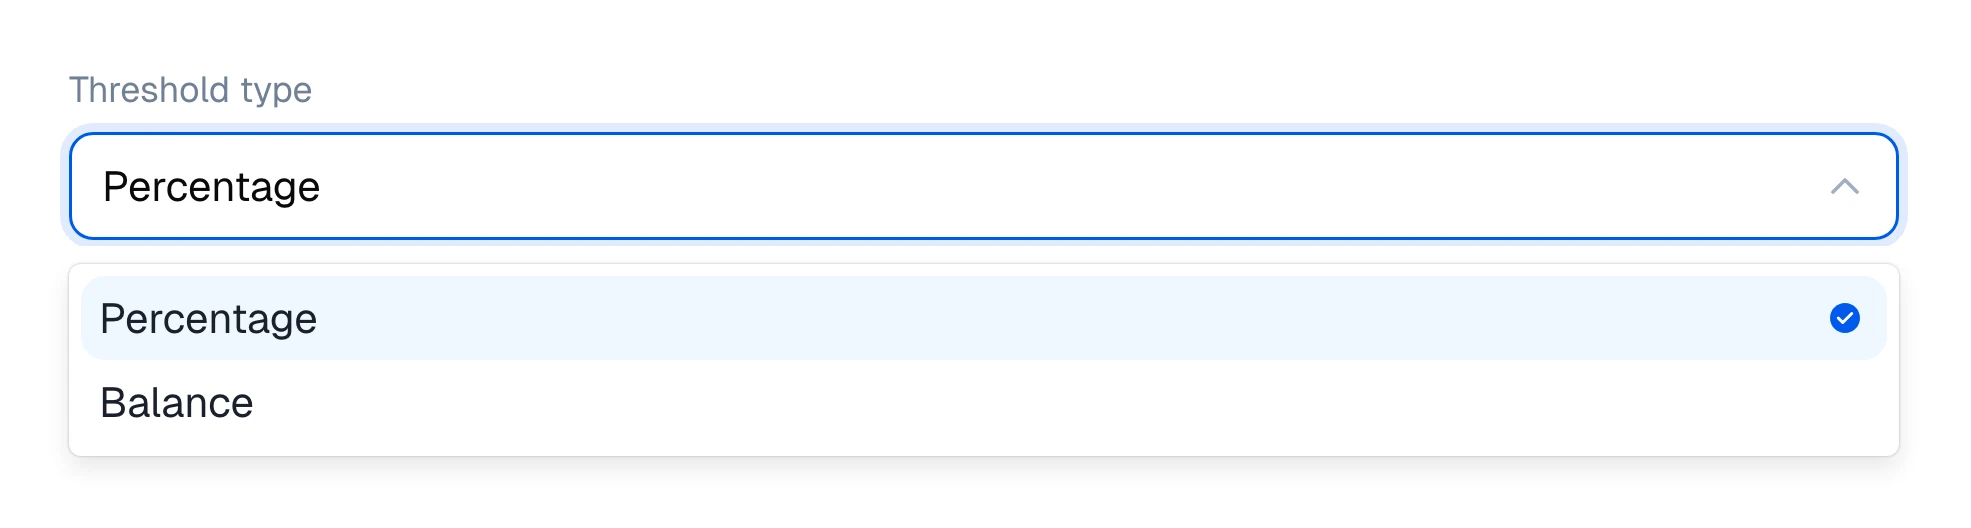 Threshold type
Percentage
Percentage
Balance